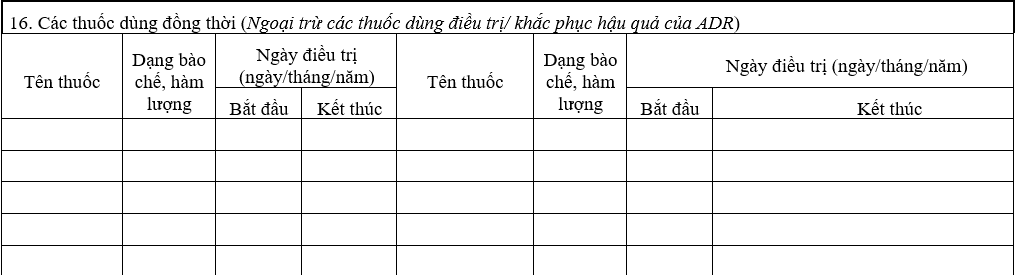 16. Các thuốc dùng đồng thời (Ngoại trừ các thuốc dùng điều trị/ khắc phục hậu quả của ADR)
Tên thuốc
Dạng bào
chế, hàm
lượng
Ngày điều trị
(ngày/tháng/năm)
Bắt đầu
Kết thúc
Tên thuốc
Dạng bào
chế, hàm
lượng
Ngày điều trị (ngày/tháng/năm)
Bắt đầu
Kết thúc